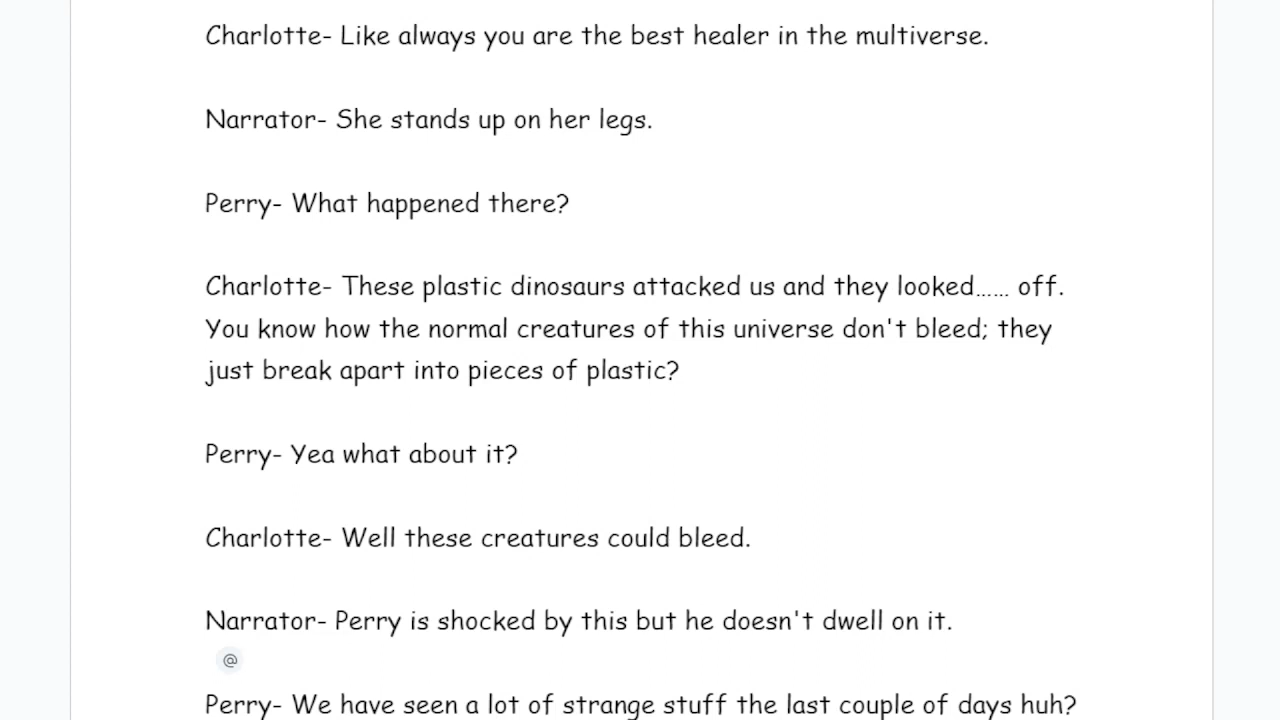 Charlotte- Like always you are the best healer in the multiverse.
Narrator- She stands up on her legs.
Perry- What happened there?
Charlotte- These plastic dinosaurs attacked us and they looked...... off.
You know how the normal creatures of this universe don't bleed; they
just break apart into pieces of plastic?
Perry- Yea what about it?
Charlotte- Well these creatures could bleed.
Narrator- Perry is shocked by this but he doesn't dwell on it.
@
Perry- We have seen a lot of strange stuff the last couple of days huh?